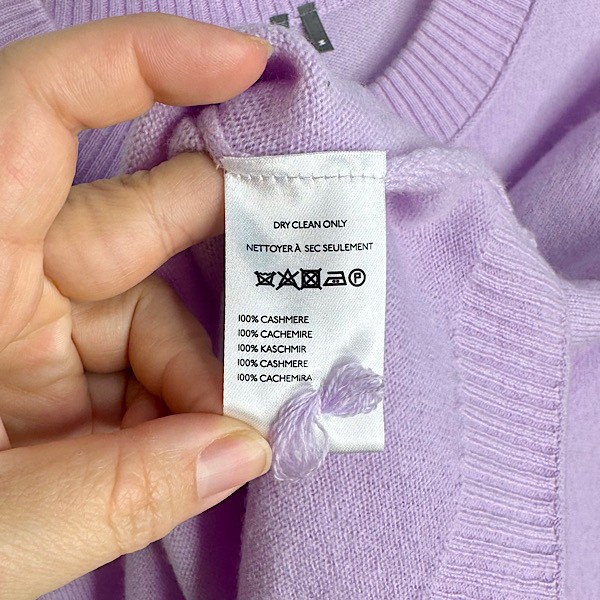 DRY CLEAN ONLY
NETTOYER À SEC SEULEMENT
P
100% CASHMERE
100% CACHEMIRE
100% KASCHMIR
100% CASHMERE
100% CACHEMIRA